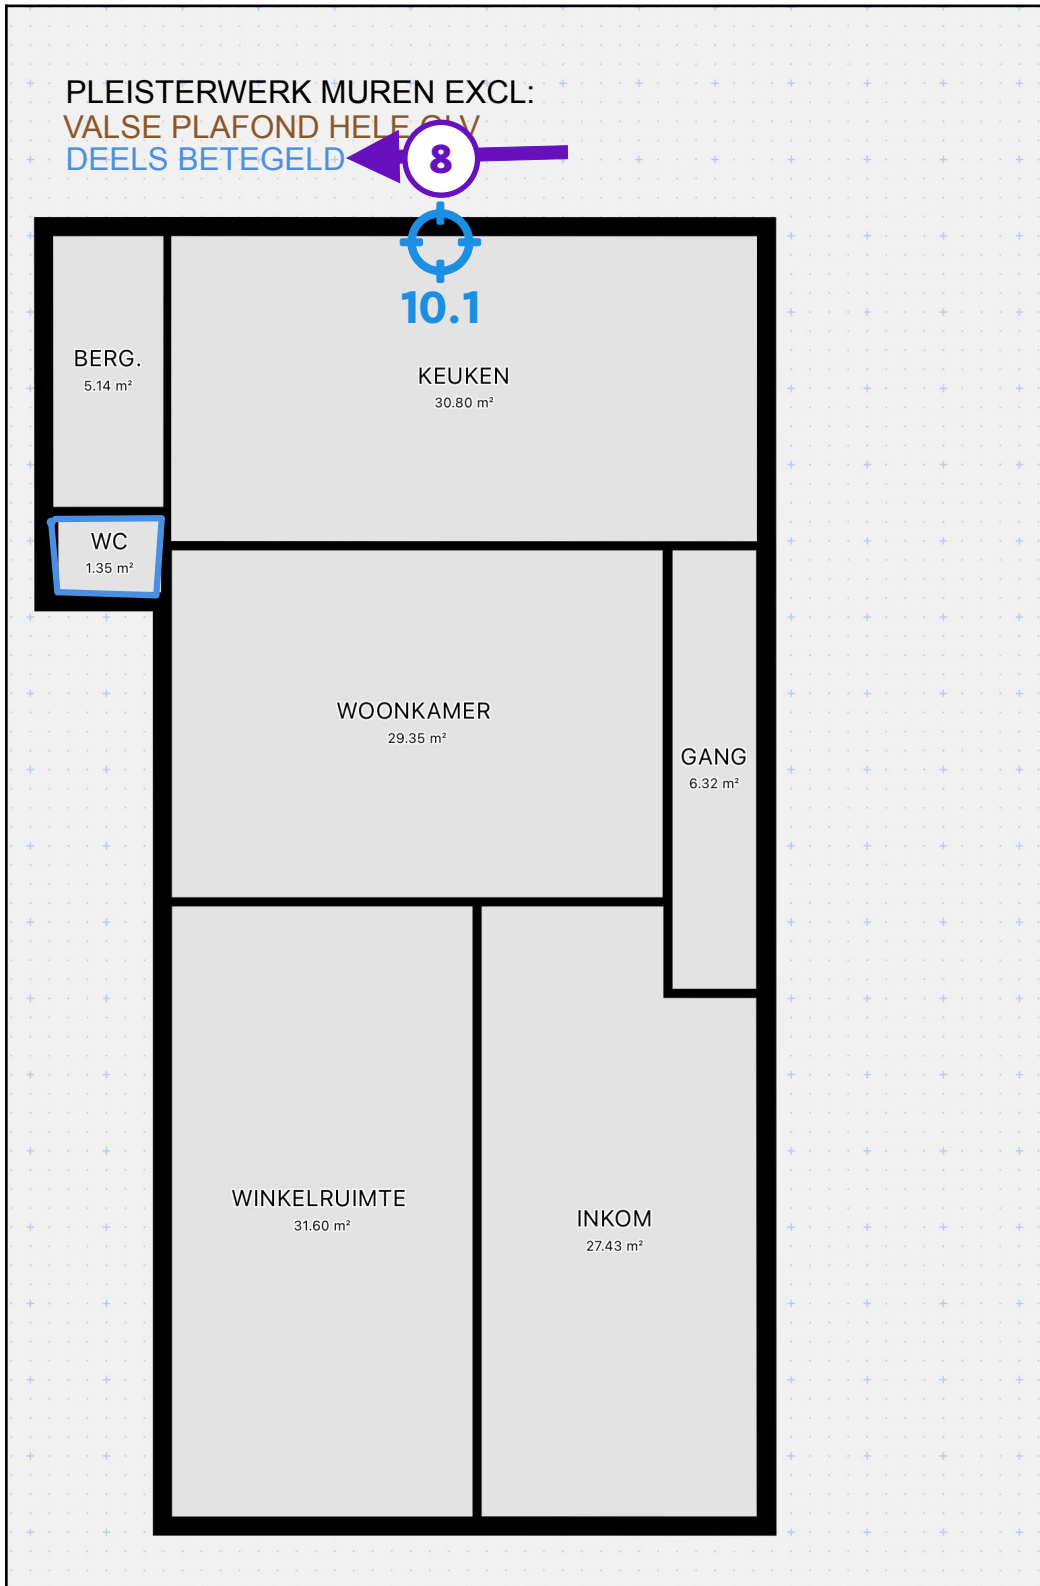 PLEISTERWERK MUREN EXCL:
VALSE PLAFOND HELE GLV
DEELS BETEGELD
8
10.1
BERG.
5.14 m²
KEUKEN
30.80 m²
WC
1.35 m²
WOONKAMER
29.35 m²
GANG
6.32 m²
WINKELRUIMTE
31.60 m²
INKOM
27.43 m²